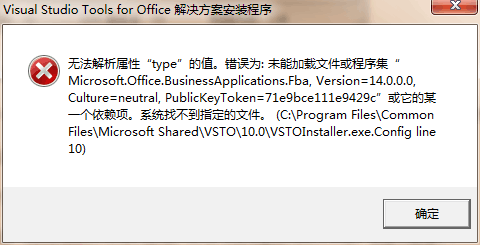 Visual Studio Tools for Office 解决方案安装程序
无法解析属性“type”的值。错误为: 未能加载文件或程序集“
Microsoft.Office.BusinessApplications.Fba, Version=14.0.0.0,
Culture=neutral, PublicKeyToken=71e9bce111e9429c”或它的某
一个依赖项。系统找不到指定的文件。 (C:\Program Files\Common
Files\Microsoft Shared\VSTO\10.0\VSTOInstaller.exe.Config line
10)
确定